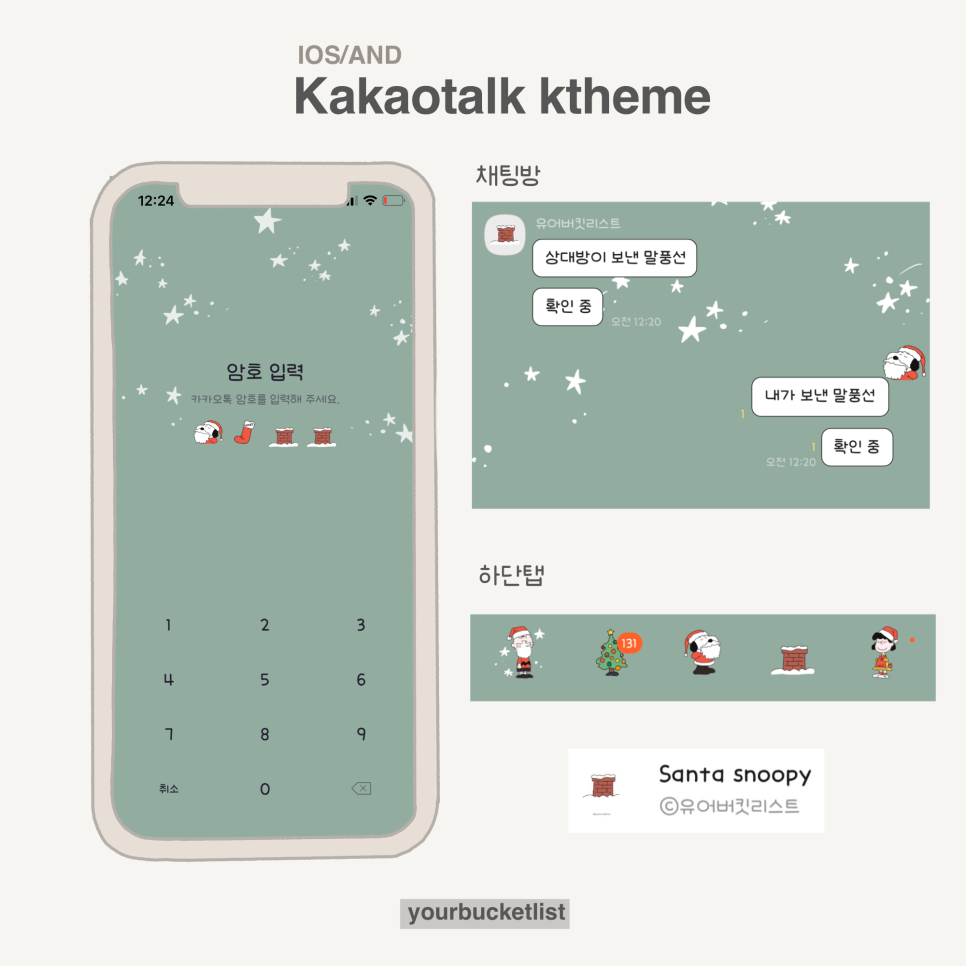 IOS/AND
Kakaotalk ktheme
12:24
암호 입력
카카오톡 암호를 입력해 주세요.
1 2 3
4 5 6
7 8 9
취소 0
채팅방
유어버킷리스트
상대방이 보낸 말풍선
확인 중
오전 12:20
내가 보낸 말풍선
1
1
확인 중
오전 12:20
하단탭
131
Santa snoopy
©유어버킷리스트
yourbucketlist